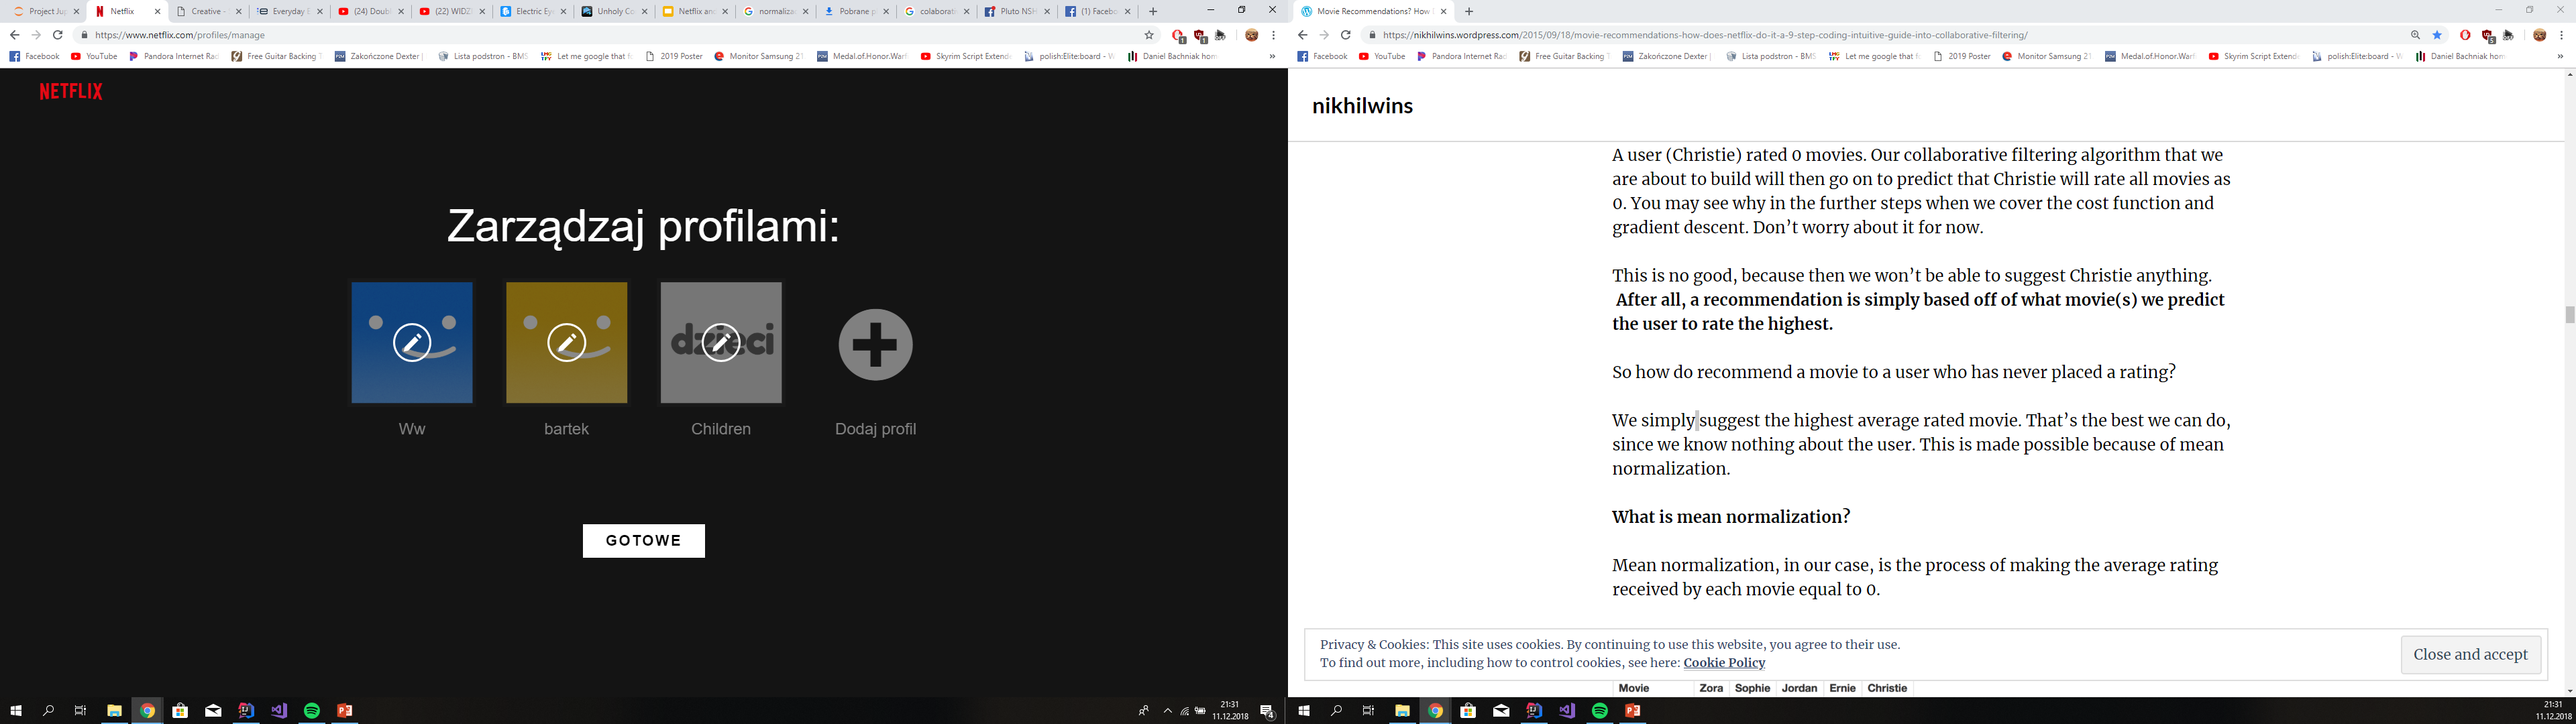 Project Jup
Netflix
Creative -
Everyday E
(24) Doubl
(22) WIDZI
Electric Eye
Unholy Co
Netflix an
normalizac
Pobrane p
colaborati
Pluto NSH
(1) Facebo
https://www.netflix.com/profiles/manage
Facebook
YouTube
Pandora Internet Rac
Free Guitar Backing T
Zakończone Dexter |
Lista podstron - BMS
Let me google that f
2019 Poster
Monitor Samsung 2
Medal.of.Honor.Warf
Skyrim Script Extend
polish:Elite:board - W
Daniel Bachniak hom
»
NETFLIX
Zarządzaj profilami:
dzieci
Ww
bartek
Children
Dodaj profil
GOTOWE
21:31
11.12.2018
4
Movie Recommendations? How
https://nikhilwins.wordpress.com/2015/09/18/movie-recommendations-how-does-netflix-do-it-a-9-step-coding-intuitive-guide-into-collaborative-filtering/
Facebook
YouTube
Pandora Internet Rac
Free Guitar Backing T
Zakończone Dexter |
Lista podstron - BMS
Let me google that f
2019 Poster
Monitor Samsung 2
Medal.of.Honor.Warf
Skyrim Script Extend
polish:Elite:board - W
Daniel Bachniak hom
»
nikhilwins
A user (Christie) rated 0 movies. Our collaborative filtering algorithm that we
are about to build will then go on to predict that Christie will rate all movies as
0. You may see why in the further steps when we cover the cost function and
gradient descent. Don’t worry about it for now.
This is no good, because then we won’t be able to suggest Christie anything.
After all, a recommendation is simply based off of what movie(s) we predict
the user to rate the highest.
So how do recommend a movie to a user who has never placed a rating?
We simply suggest the highest average rated movie. That’s the best we can do,
since we know nothing about the user. This is made possible because of mean
normalization.
What is mean normalization?
Mean normalization, in our case, is the process of making the average rating
received by each movie equal to 0.
Privacy & Cookies: This site uses cookies. By continuing to use this website, you agree to their use.
To find out more, including how to control cookies, see here: Cookie Policy
Close and accept
Movie Zora Sophie Jordan Ernie Christie
21:31
11.12.2018